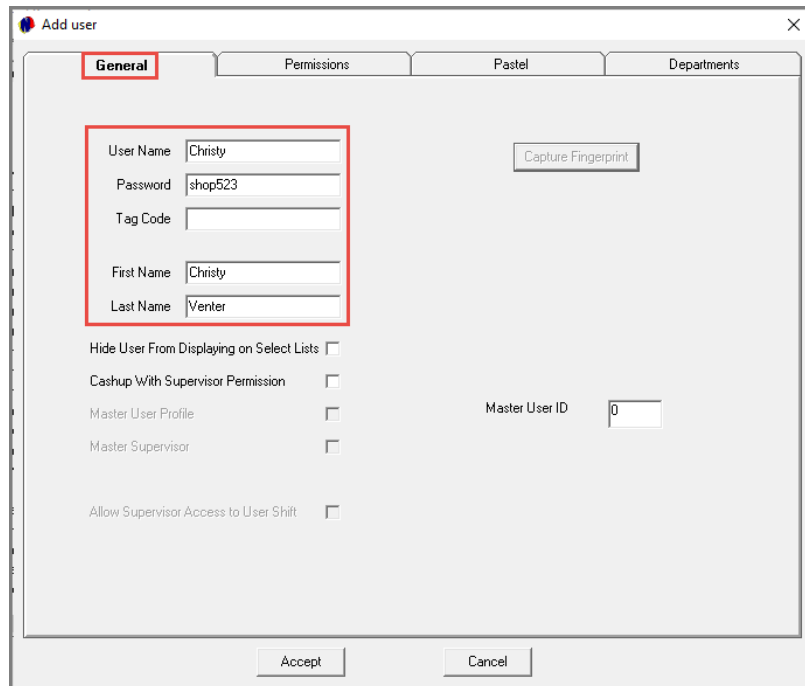 Add user
General Permissions Pastel Departments
User Name Christy Capture Fingerprint
Password shop523
Tag Code
First Name Christy
Last Name Venter
Hide User From Displaying on Select Lists
Cashup With Supervisor Permission
Master User Profile Master User ID 0
Master Supervisor
Allow Supervisor Access to User Shift
Accept Cancel